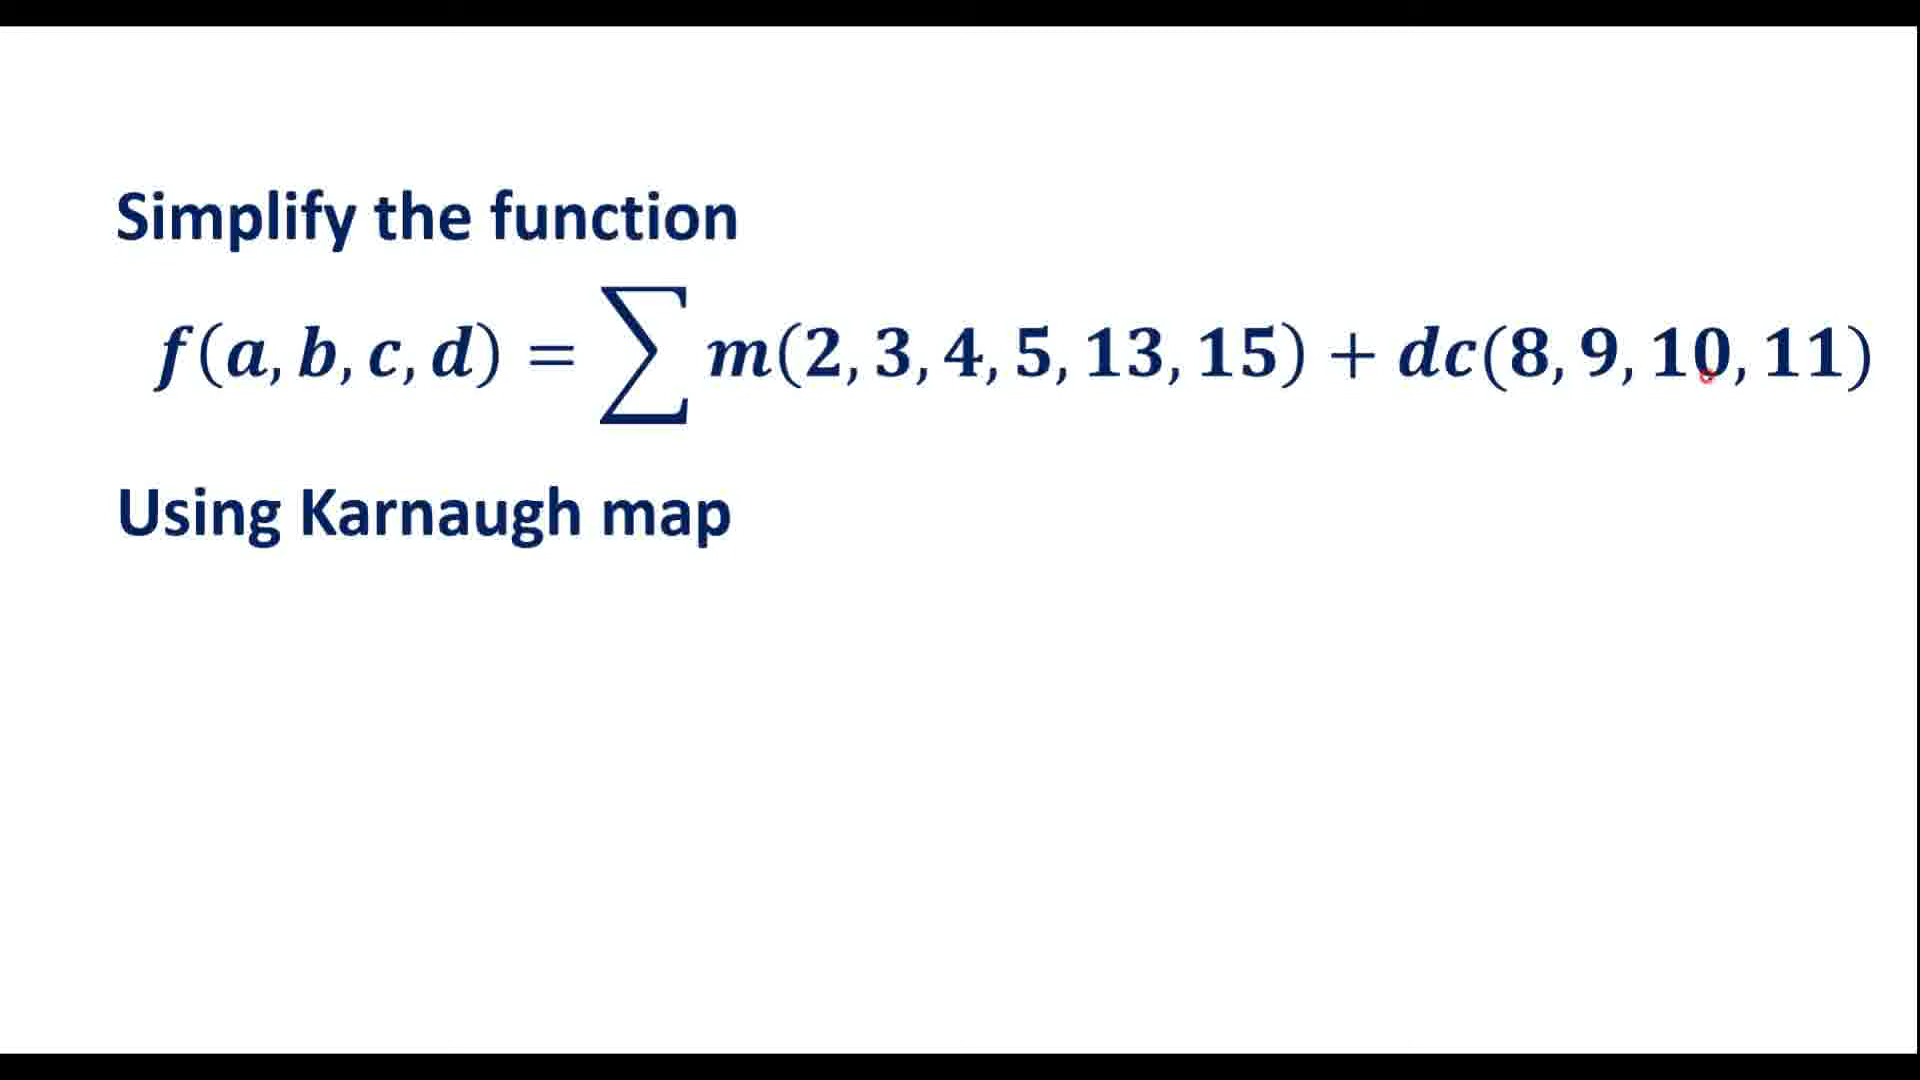 Simplify the function
f(a, b, c, d) = ∑ m(2, 3, 4, 5, 13, 15) + dc(8, 9, 10, 11)
Using Karnaugh map